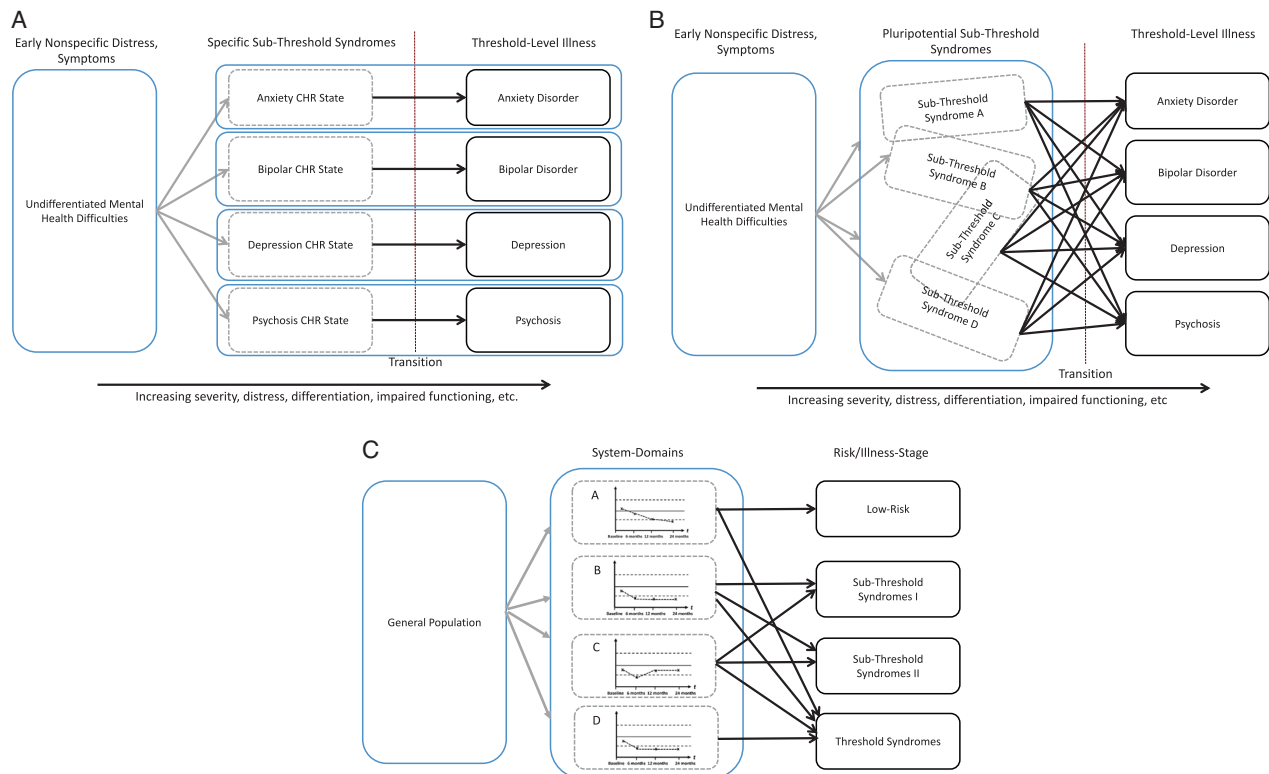 A
Early Nonspecific Distress,
Symptoms
Specific Sub-Threshold Syndromes
Threshold-Level Illness
Undifferentiated Mental
Health Difficulties
Anxiety CHR State
Anxiety Disorder
Bipolar CHR State
Bipolar Disorder
Depression CHR State
Depression
Psychosis CHR State
Psychosis
Transition
Increasing severity, distress, differentiation, impaired functioning, etc.
B
Early Nonspecific Distress,
Symptoms
Pluripotential Sub-Threshold
Syndromes
Threshold-Level Illness
Undifferentiated Mental
Health Difficulties
Sub-Threshold
Syndrome A
Sub-Threshold
Syndrome B
Sub-Threshold
Syndrome C
Sub-Threshold
Syndrome D
Anxiety Disorder
Bipolar Disorder
Depression
Psychosis
Transition
Increasing severity, distress, differentiation, impaired functioning, etc
C
System-Domains
Risk/Illness-Stage
General Population
A
t
Baseline 6 months 12 months 24 months
B
t
Baseline 6 months 12 months 24 months
C
t
Baseline 6 months 12 months 24 months
D
t
Baseline 6 months 12 months 24 months
Low-Risk
Sub-Threshold
Syndromes I
Sub-Threshold
Syndromes II
Threshold Syndromes